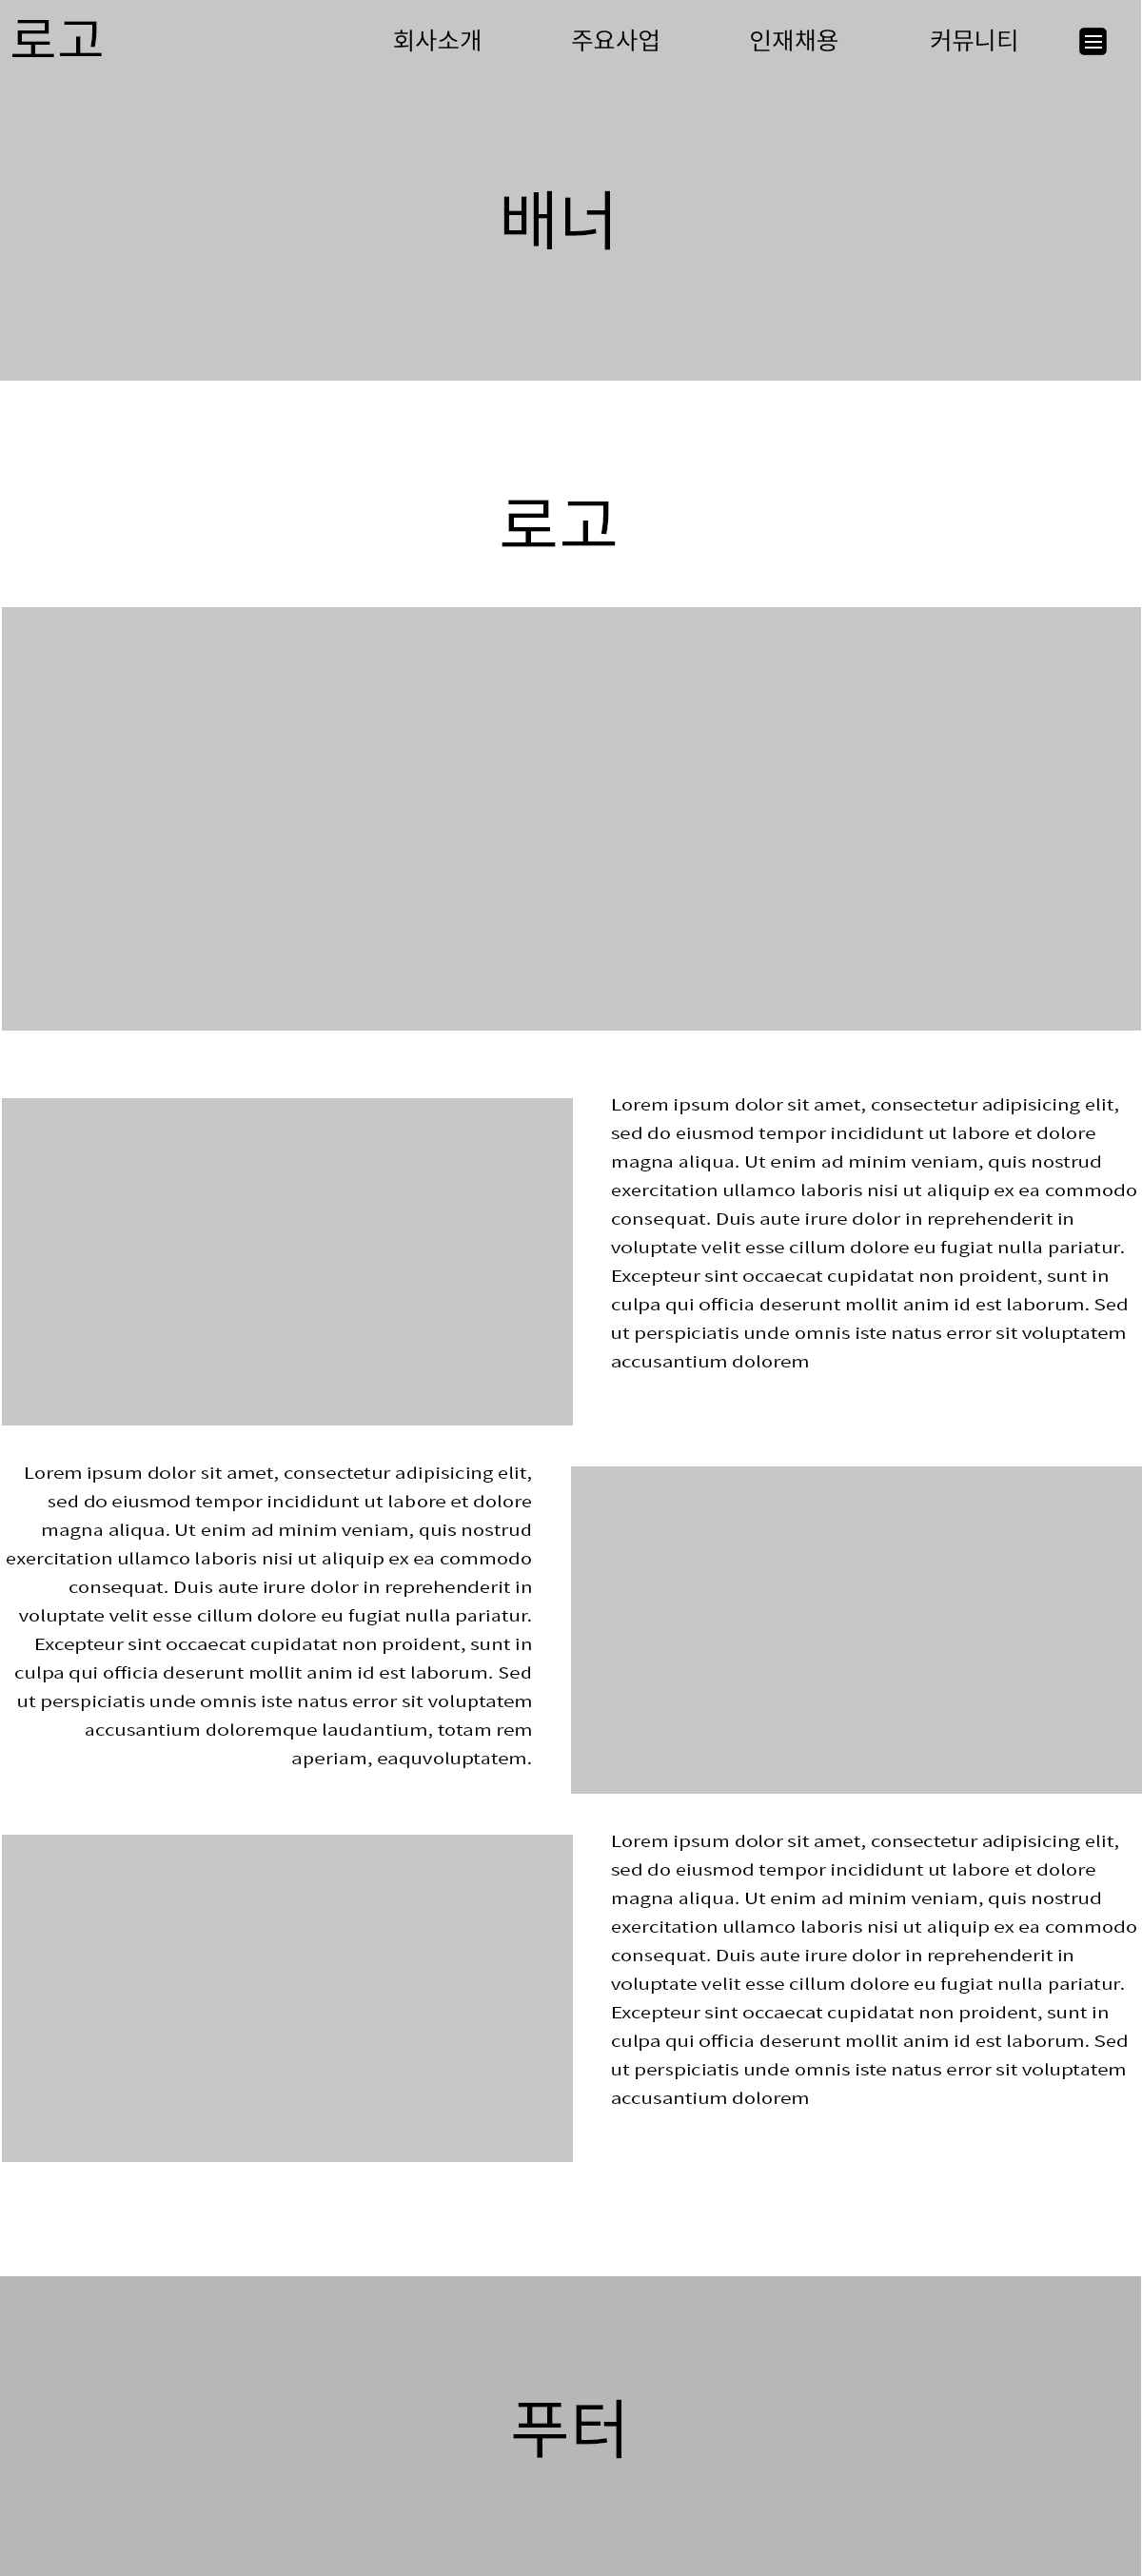 로고 회사소개 주요사업 인재채용 커뮤니티
배너
로고
Lorem ipsum dolor sit amet, consectetur adipisicing elit,
sed do eiusmod tempor incididunt ut labore et dolore
magna aliqua. Ut enim ad minim veniam, quis nostrud
exercitation ullamco laboris nisi ut aliquip ex ea commodo
consequat. Duis aute irure dolor in reprehenderit in
voluptate velit esse cillum dolore eu fugiat nulla pariatur.
Excepteur sint occaecat cupidatat non proident, sunt in
culpa qui officia deserunt mollit anim id est laborum. Sed
ut perspiciatis unde omnis iste natus error sit voluptatem
accusantium dolorem
Lorem ipsum dolor sit amet, consectetur adipisicing elit,
sed do eiusmod tempor incididunt ut labore et dolore
magna aliqua. Ut enim ad minim veniam, quis nostrud
exercitation ullamco laboris nisi ut aliquip ex ea commodo
consequat. Duis aute irure dolor in reprehenderit in
voluptate velit esse cillum dolore eu fugiat nulla pariatur.
Excepteur sint occaecat cupidatat non proident, sunt in
culpa qui officia deserunt mollit anim id est laborum. Sed
ut perspiciatis unde omnis iste natus error sit voluptatem
accusantium doloremque laudantium, totam rem
aperiam, eaquvoluptatem.
Lorem ipsum dolor sit amet, consectetur adipisicing elit,
sed do eiusmod tempor incididunt ut labore et dolore
magna aliqua. Ut enim ad minim veniam, quis nostrud
exercitation ullamco laboris nisi ut aliquip ex ea commodo
consequat. Duis aute irure dolor in reprehenderit in
voluptate velit esse cillum dolore eu fugiat nulla pariatur.
Excepteur sint occaecat cupidatat non proident, sunt in
culpa qui officia deserunt mollit anim id est laborum. Sed
ut perspiciatis unde omnis iste natus error sit voluptatem
accusantium dolorem
푸터